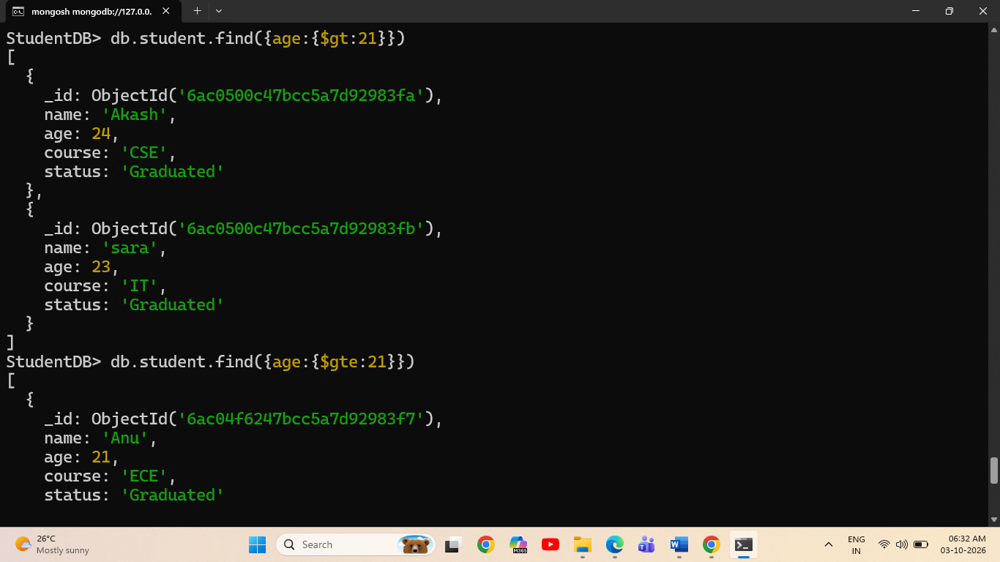 mongosh mongodb://127.0.0.
StudentDB> db.student.find({age:{$gt:21}})
[
  {
    _id: ObjectId('6ac0500c47bcc5a7d92983fa'),
    name: 'Akash',
    age: 24,
    course: 'CSE',
    status: 'Graduated'
  },
  {
    _id: ObjectId('6ac0500c47bcc5a7d92983fb'),
    name: 'sara',
    age: 23,
    course: 'IT',
    status: 'Graduated'
  }
]
StudentDB> db.student.find({age:{$gte:21}})
[
  {
    _id: ObjectId('6ac04f6247bcc5a7d92983f7'),
    name: 'Anu',
    age: 21,
    course: 'ECE',
    status: 'Graduated'
26°C
Mostly sunny
Search
M365
ENG
IN
06:32 AM
03-10-2026